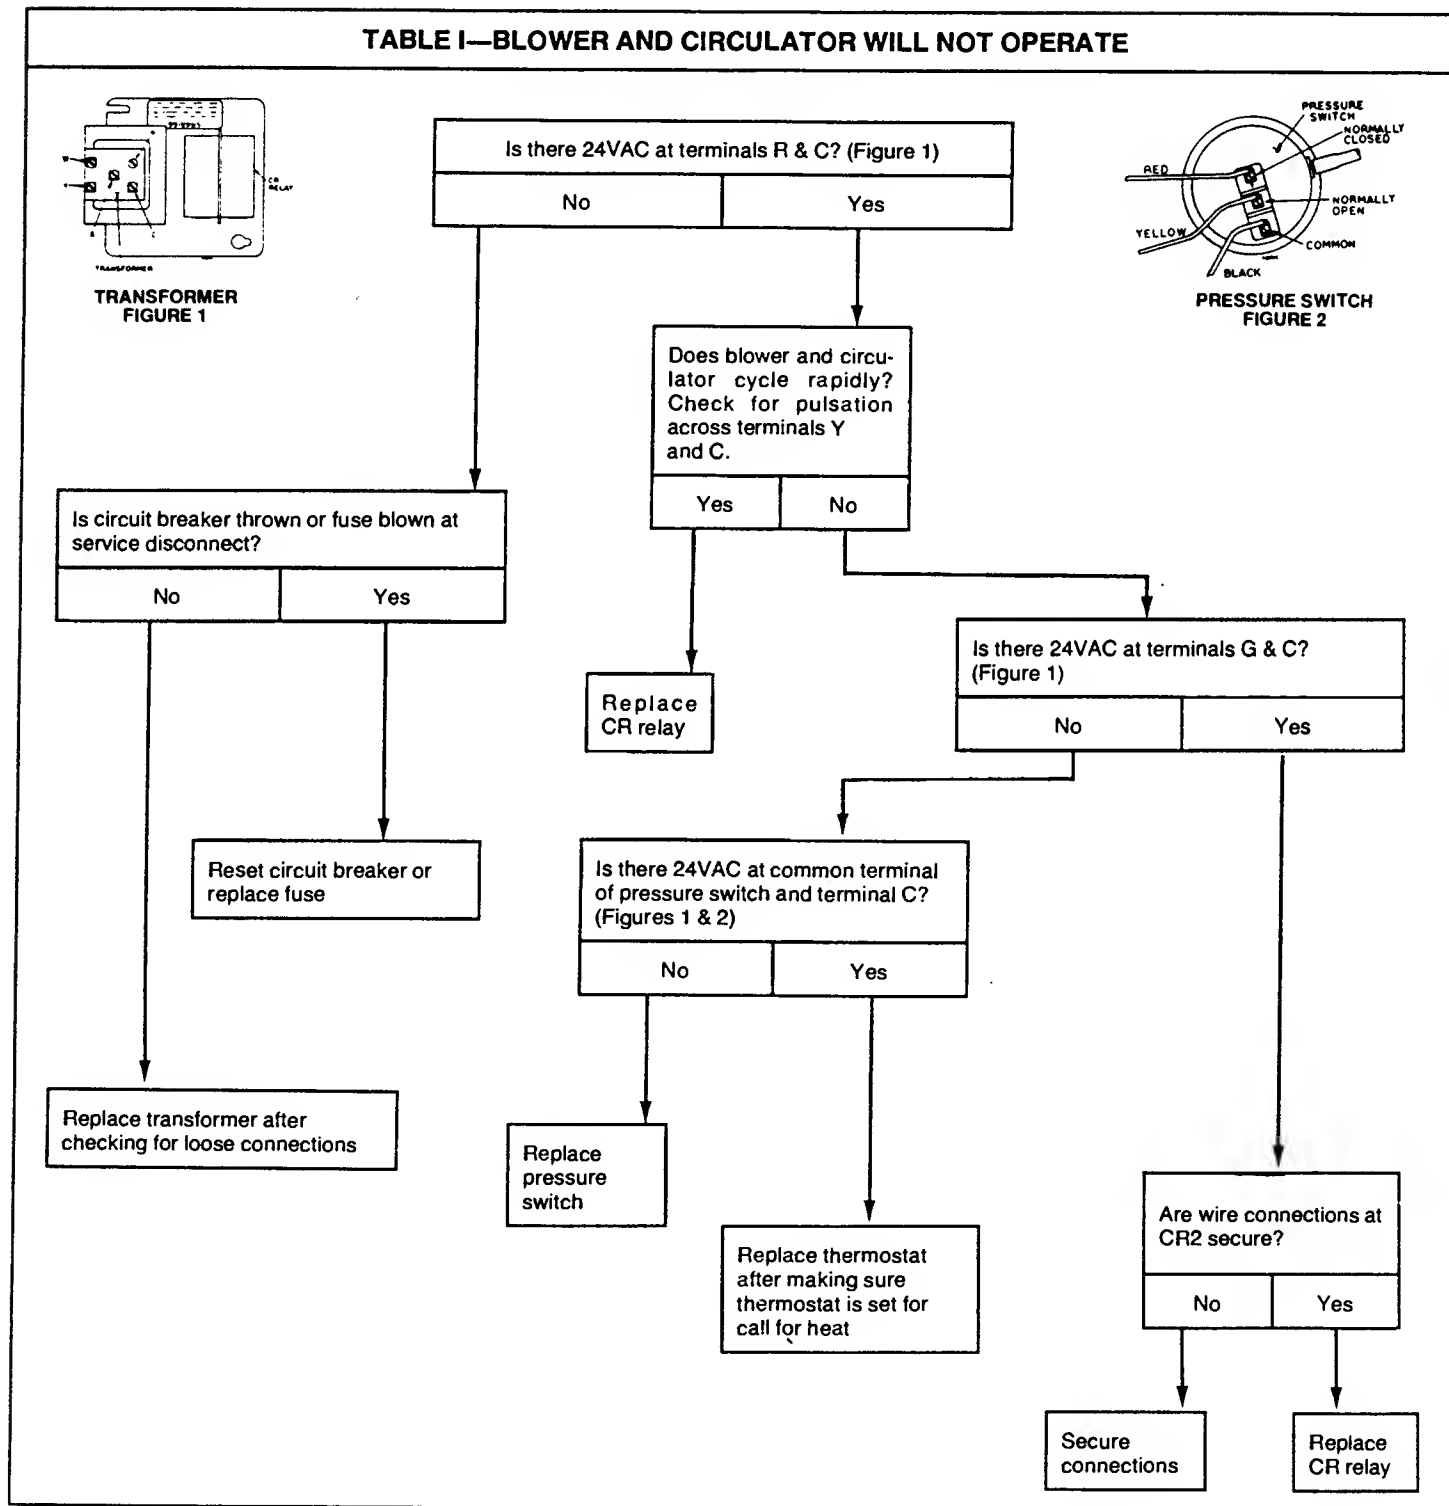 TABLE I—BLOWER AND CIRCULATOR WILL NOT OPERATE
CR
RELAY
TRANSFORMER
TRANSFORMER
FIGURE 1
Is there 24VAC at terminals R & C? (Figure 1)
No
Yes
PRESSURE
SWITCH
NORMALLY
CLOSED
RED
NORMALLY
OPEN
YELLOW
COMMON
BLACK
PRESSURE SWITCH
FIGURE 2
Does blower and circu-
lator cycle rapidly?
Check for pulsation
across terminals Y
and C.
Yes
No
Is circuit breaker thrown or fuse blown at
service disconnect?
No
Yes
Is there 24VAC at terminals G & C?
(Figure 1)
No
Yes
Replace
CR relay
Reset circuit breaker or
replace fuse
Is there 24VAC at common terminal
of pressure switch and terminal C?
(Figures 1 & 2)
No
Yes
Replace transformer after
checking for loose connections
Replace
pressure
switch
Replace thermostat
after making sure
thermostat is set for
call for heat
Are wire connections at
CR2 secure?
No
Yes
Secure
connections
Replace
CR relay